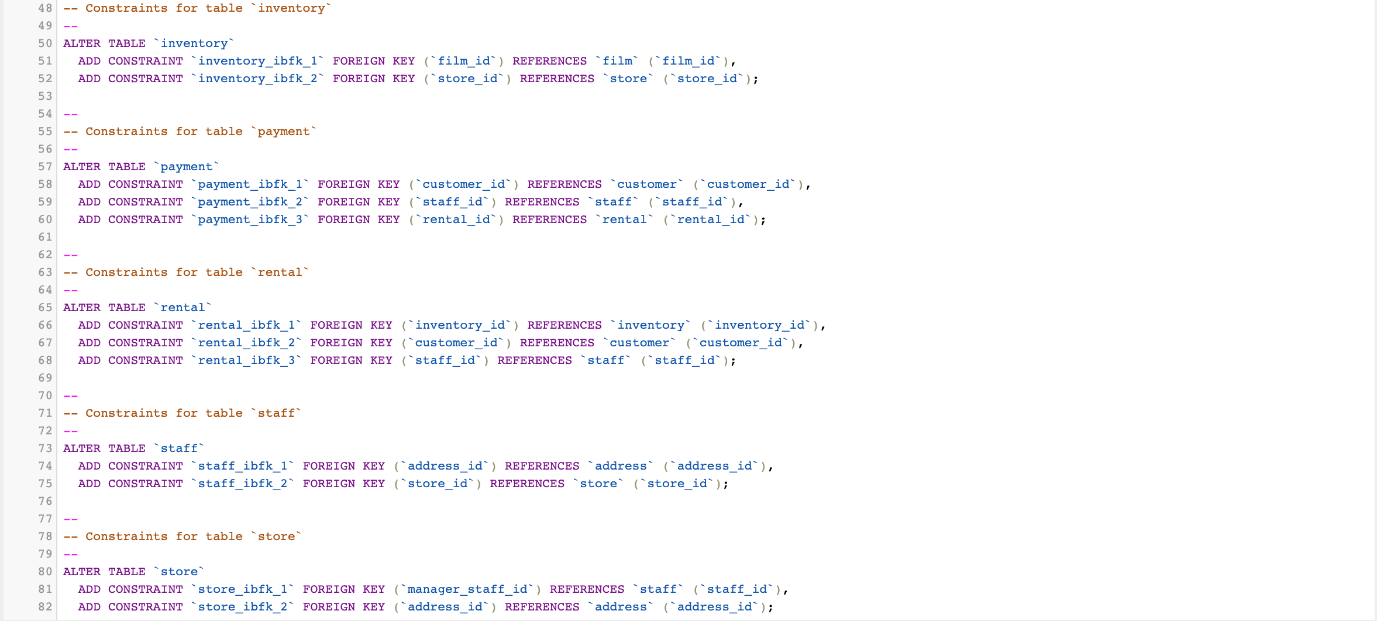 48 -- Constraints for table `inventory`
49 --
50 ALTER TABLE `inventory`
51   ADD CONSTRAINT `inventory_ibfk_1` FOREIGN KEY (`film_id`) REFERENCES `film` (`film_id`),
52   ADD CONSTRAINT `inventory_ibfk_2` FOREIGN KEY (`store_id`) REFERENCES `store` (`store_id`);
53
54 --
55 -- Constraints for table `payment`
56 --
57 ALTER TABLE `payment`
58   ADD CONSTRAINT `payment_ibfk_1` FOREIGN KEY (`customer_id`) REFERENCES `customer` (`customer_id`),
59   ADD CONSTRAINT `payment_ibfk_2` FOREIGN KEY (`staff_id`) REFERENCES `staff` (`staff_id`),
60   ADD CONSTRAINT `payment_ibfk_3` FOREIGN KEY (`rental_id`) REFERENCES `rental` (`rental_id`);
61
62 --
63 -- Constraints for table `rental`
64 --
65 ALTER TABLE `rental`
66   ADD CONSTRAINT `rental_ibfk_1` FOREIGN KEY (`inventory_id`) REFERENCES `inventory` (`inventory_id`),
67   ADD CONSTRAINT `rental_ibfk_2` FOREIGN KEY (`customer_id`) REFERENCES `customer` (`customer_id`),
68   ADD CONSTRAINT `rental_ibfk_3` FOREIGN KEY (`staff_id`) REFERENCES `staff` (`staff_id`);
69
70 --
71 -- Constraints for table `staff`
72 --
73 ALTER TABLE `staff`
74   ADD CONSTRAINT `staff_ibfk_1` FOREIGN KEY (`address_id`) REFERENCES `address` (`address_id`),
75   ADD CONSTRAINT `staff_ibfk_2` FOREIGN KEY (`store_id`) REFERENCES `store` (`store_id`);
76
77 --
78 -- Constraints for table `store`
79 --
80 ALTER TABLE `store`
81   ADD CONSTRAINT `store_ibfk_1` FOREIGN KEY (`manager_staff_id`) REFERENCES `staff` (`staff_id`),
82   ADD CONSTRAINT `store_ibfk_2` FOREIGN KEY (`address_id`) REFERENCES `address` (`address_id`);